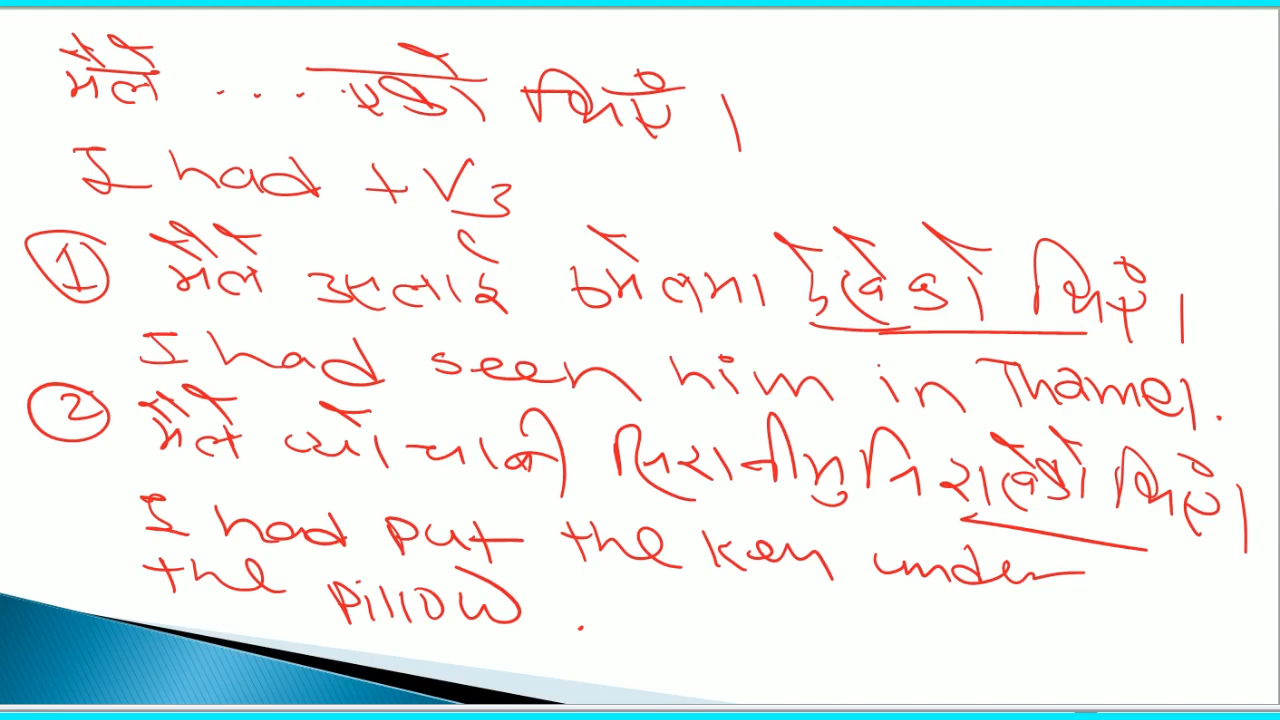 मैले ... एको थिएँ ।
I had + V3
① मैले उसलाई ठमेलमा देखेको थिएँ ।
I had seen him in Thamel.
② मैले यो चाबी सिरानीमुनि राखेको थिएँ ।
I had put the key under
the pillow.